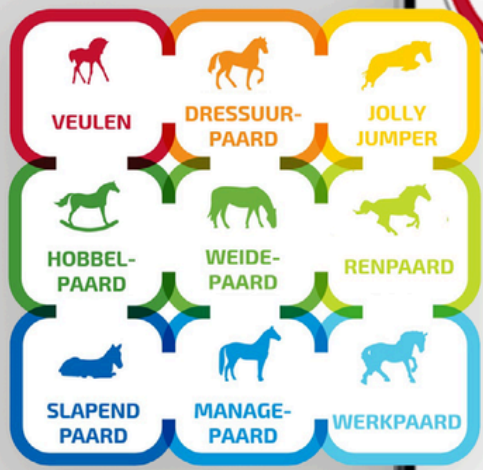 VEULEN
DRESSUUR-
PAARD
JOLLY
JUMPER
HOBBEL-
PAARD
WEIDE-
PAARD
RENPAARD
SLAPEND
PAARD
MANAGE-
PAARD
WERKPAARD